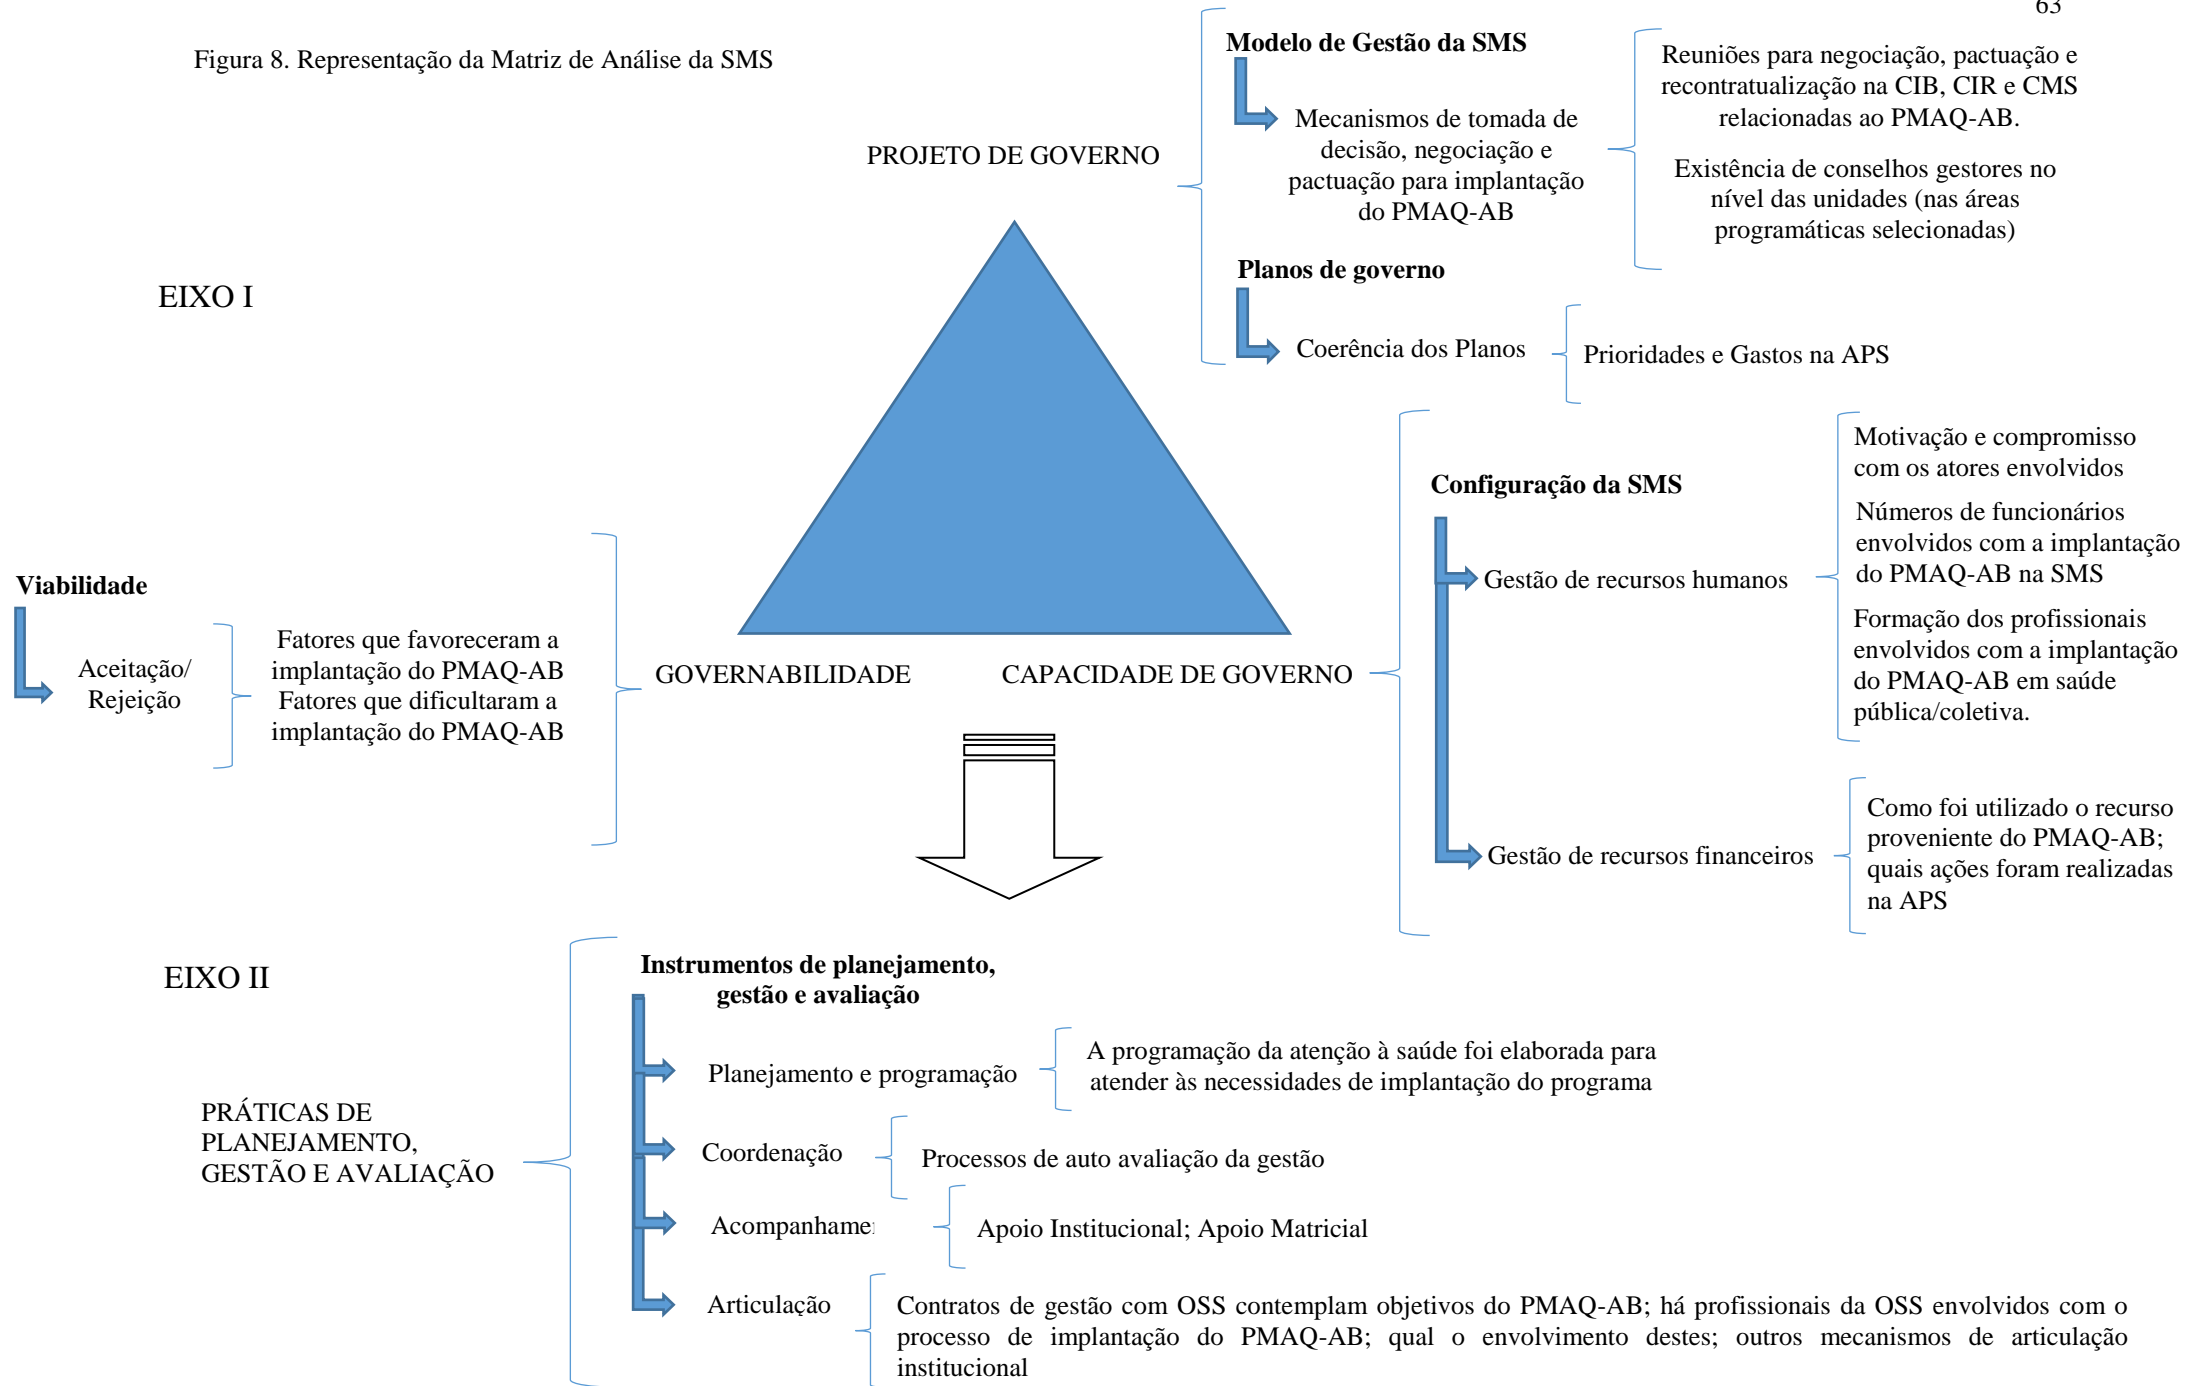 63
Figura 8. Representação da Matriz de Análise da SMS
EIXO I
PROJETO DE GOVERNO
Modelo de Gestão da SMS
Mecanismos de tomada de
decisão, negociação e
pactuação para implantação
do PMAQ-AB
Reuniões para negociação, pactuação e
recontratualização na CIB, CIR e CMS
relacionadas ao PMAQ-AB.
Existência de conselhos gestores no
nível das unidades (nas áreas
programáticas selecionadas)
Planos de governo
Coerência dos Planos
Prioridades e Gastos na APS
Viabilidade
Aceitação/
Rejeição
Fatores que favoreceram a
implantação do PMAQ-AB
Fatores que dificultaram a
implantação do PMAQ-AB
GOVERNABILIDADE
CAPACIDADE DE GOVERNO
Configuração da SMS
Gestão de recursos humanos
Motivação e compromisso
com os atores envolvidos
Números de funcionários
envolvidos com a implantação
do PMAQ-AB na SMS
Formação dos profissionais
envolvidos com a implantação
do PMAQ-AB em saúde
pública/coletiva.
Gestão de recursos financeiros
Como foi utilizado o recurso
proveniente do PMAQ-AB;
quais ações foram realizadas
na APS
EIXO II
PRÁTICAS DE
PLANEJAMENTO,
GESTÃO E AVALIAÇÃO
Instrumentos de planejamento,
gestão e avaliação
Planejamento e programação
A programação da atenção à saúde foi elaborada para
atender às necessidades de implantação do programa
Coordenação
Processos de auto avaliação da gestão
Acompanhame
Apoio Institucional; Apoio Matricial
Articulação
Contratos de gestão com OSS contemplam objetivos do PMAQ-AB; há profissionais da OSS envolvidos com o
processo de implantação do PMAQ-AB; qual o envolvimento destes; outros mecanismos de articulação
institucional